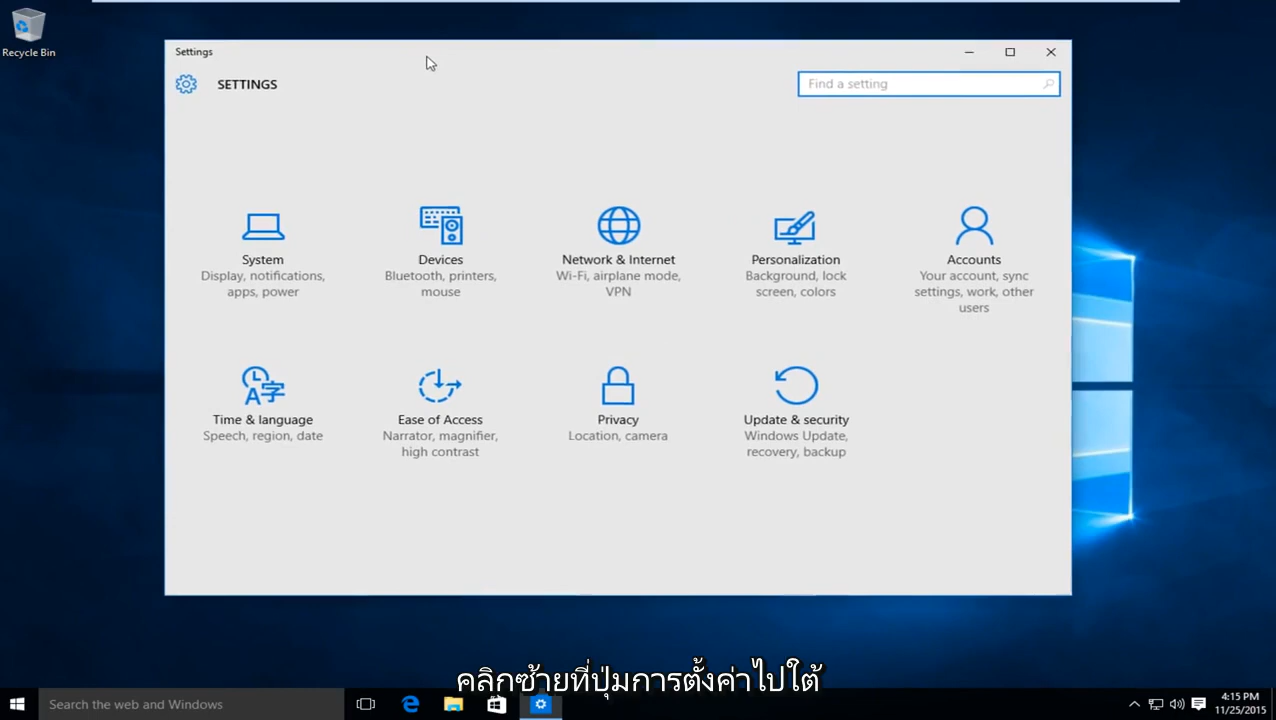 Recycle Bin
Settings
SETTINGS
Find a setting
System
Display, notifications,
apps, power
Devices
Bluetooth, printers,
mouse
Network & Internet
Wi-Fi, airplane mode,
VPN
Personalization
Background, lock
screen, colors
Accounts
Your account, sync
settings, work, other
users
Time & language
Speech, region, date
Ease of Access
Narrator, magnifier,
high contrast
Privacy
Location, camera
Update & security
Windows Update,
recovery, backup
คลิกซ้ายที่ปุ่มการตั้งค่าไปใต้
Search the web and Windows
4:15 PM
11/25/2015